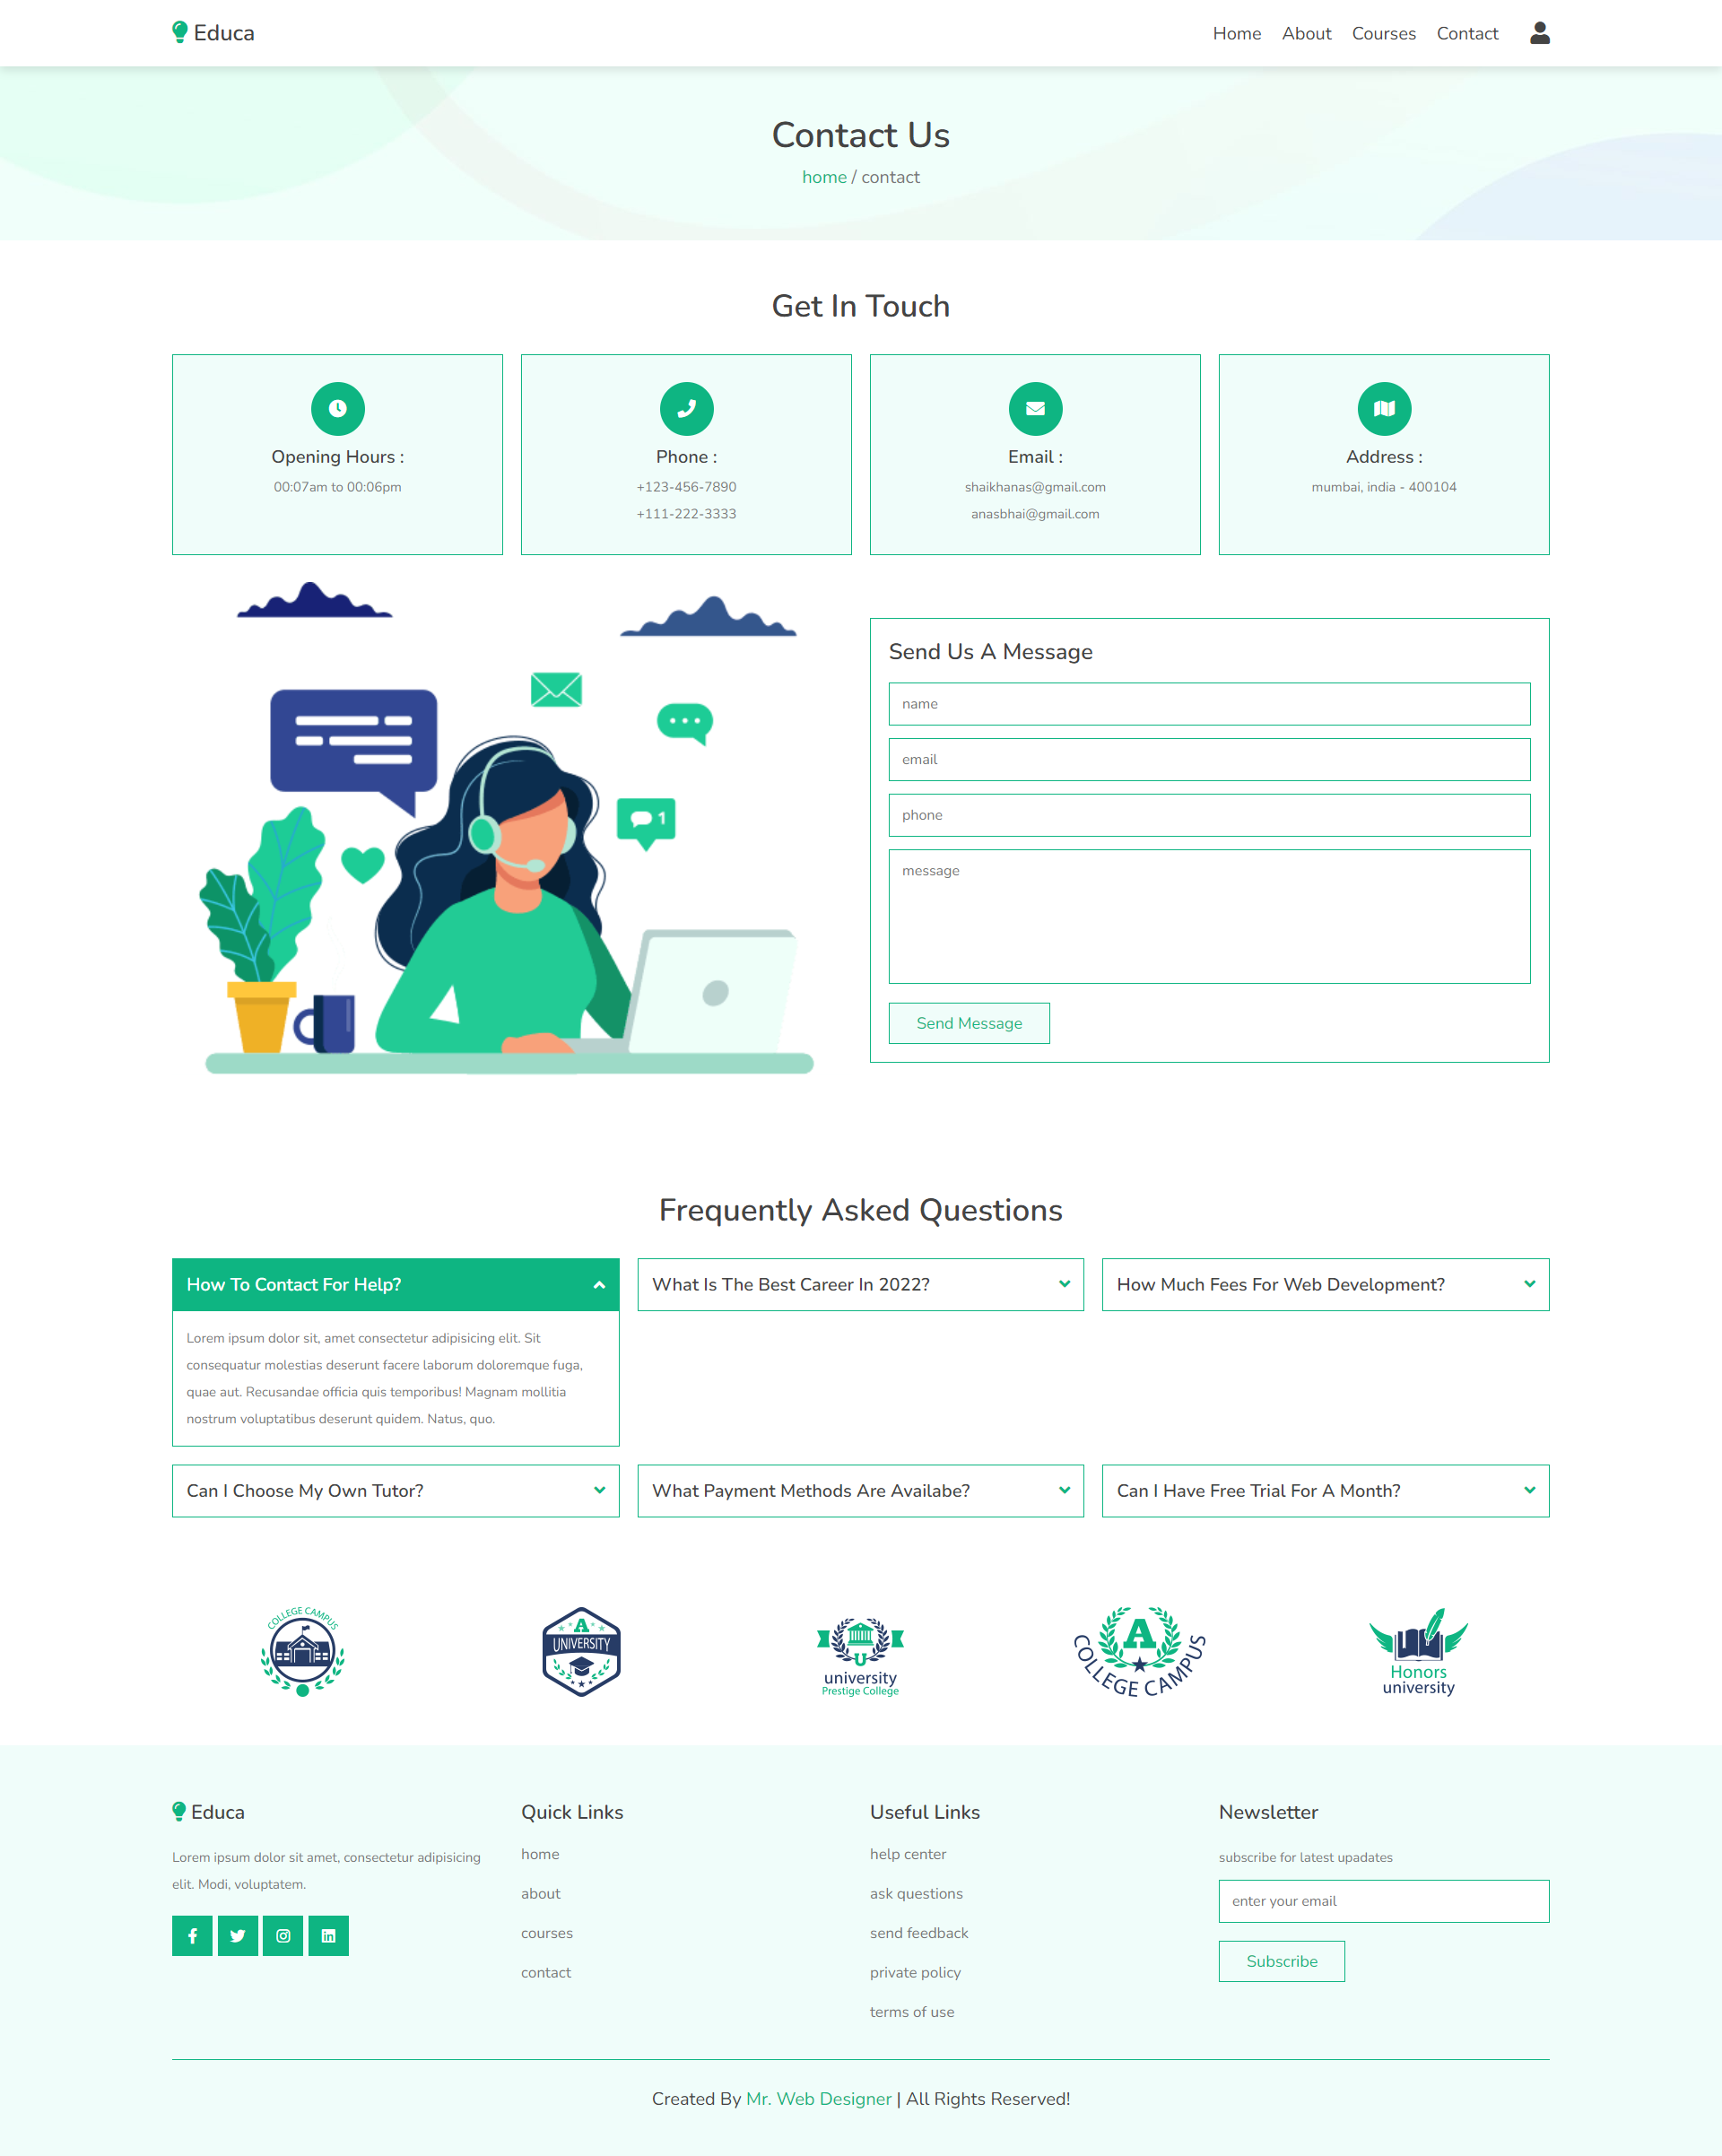 Educa
Home About Courses Contact
Contact Us
home / contact
Get In Touch
Opening Hours :
00:07am to 00:06pm
Phone :
+123-456-7890
+111-222-3333
Email :
shaikhanas@gmail.com
anasbhai@gmail.com
Address :
mumbai, india - 400104
1
Send Us A Message
name
email
phone
message
Send Message
Frequently Asked Questions
How To Contact For Help?
Lorem ipsum dolor sit, amet consectetur adipisicing elit. Sit
consequatur molestias deserunt facere laborum doloremque fuga,
quae aut. Recusandae officia quis temporibus! Magnam mollitia
nostrum voluptatibus deserunt quidem. Natus, quo.
What Is The Best Career In 2022?
How Much Fees For Web Development?
Can I Choose My Own Tutor?
What Payment Methods Are Availabe?
Can I Have Free Trial For A Month?
COLLEGE CAMPUS
A
UNIVERSITY
U
university
Prestige College
A
COLLEGE CAMPUS
Honors
university
Educa
Lorem ipsum dolor sit amet, consectetur adipisicing
elit. Modi, voluptatem.
Quick Links
home
about
courses
contact
Useful Links
help center
ask questions
send feedback
private policy
terms of use
Newsletter
subscribe for latest upadates
enter your email
Subscribe
Created By Mr. Web Designer | All Rights Reserved!